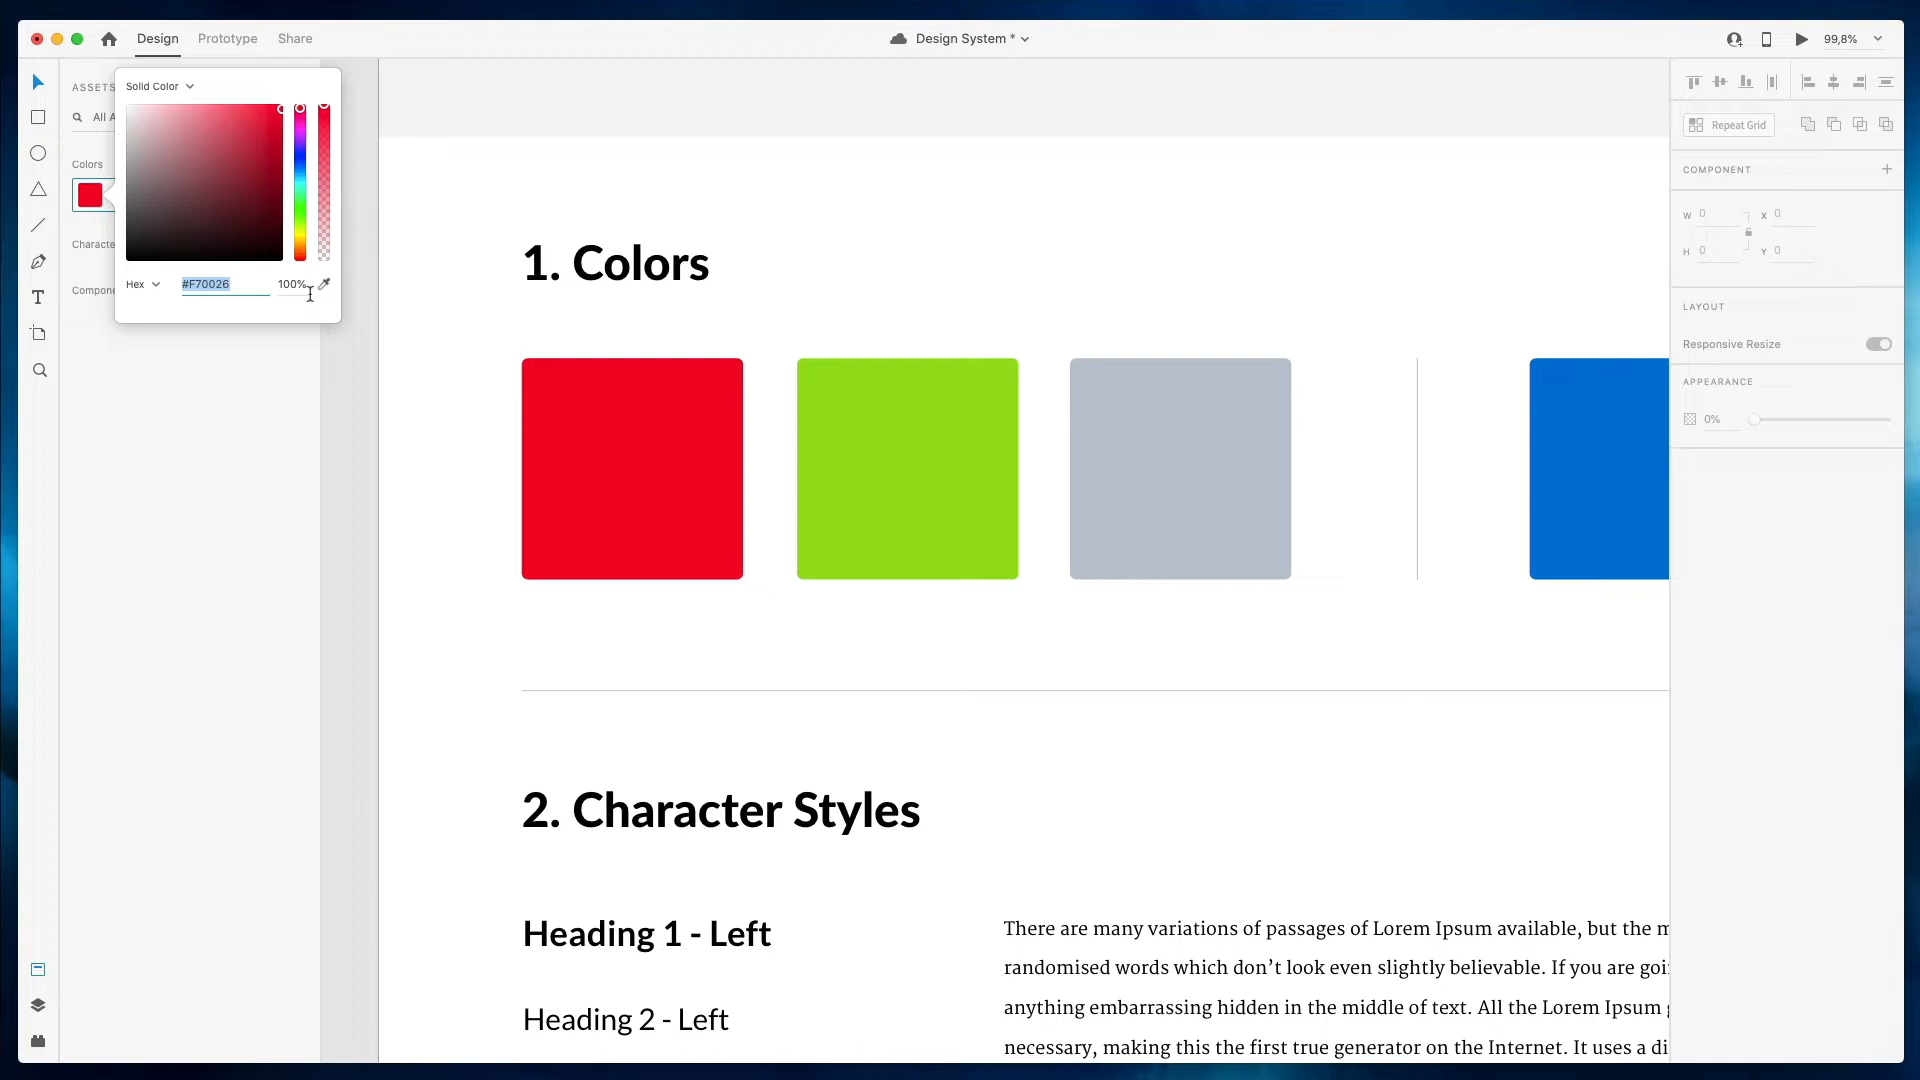 Design
Prototype
Share
Design System *
99,8%
ASSETS
Solid Color
All A
Colors
Characte
Compone
Hex
#F70026
100%
1. Colors
2. Character Styles
Heading 1 - Left
Heading 2 - Left
There are many variations of passages of Lorem Ipsum available, but the m
randomised words which don’t look even slightly believable. If you are goi
anything embarrassing hidden in the middle of text. All the Lorem Ipsum g
necessary, making this the first true generator on the Internet. It uses a di
Repeat Grid
COMPONENT
W 0 X 0
H 0 Y 0
LAYOUT
Responsive Resize
APPEARANCE
0%